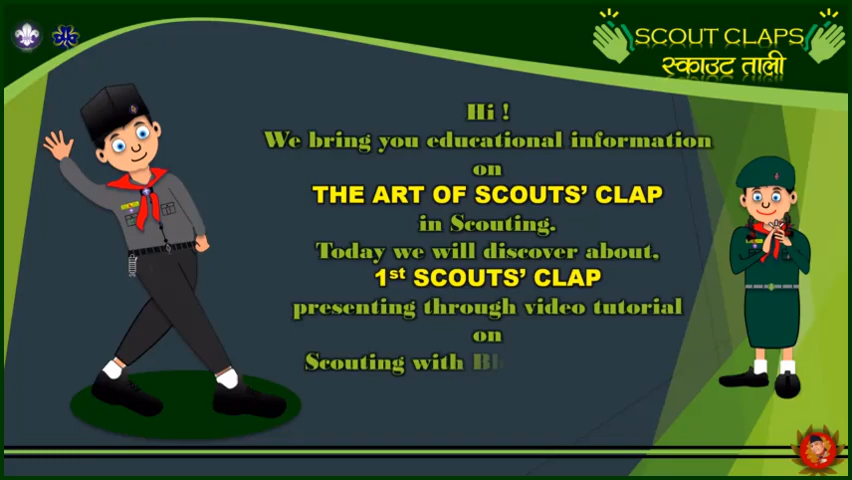 SCOUT CLAPS
स्काउट ताली
Hi !
We bring you educational information
on
THE ART OF SCOUTS' CLAP
in Scouting.
Today we will discover about,
1st SCOUTS' CLAP
presenting through video tutorial
on
Scouting with